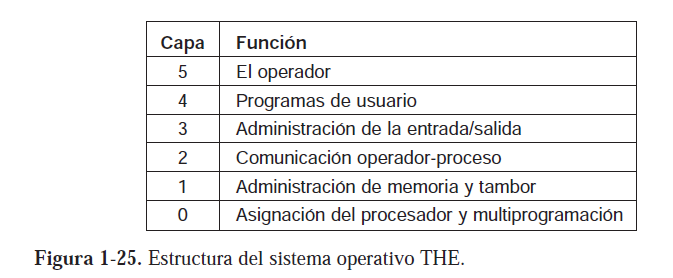 Capa Función
5 El operador
4 Programas de usuario
3 Administración de la entrada/salida
2 Comunicación operador-proceso
1 Administración de memoria y tambor
0 Asignación del procesador y multiprogramación
Figura 1-25. Estructura del sistema operativo THE.